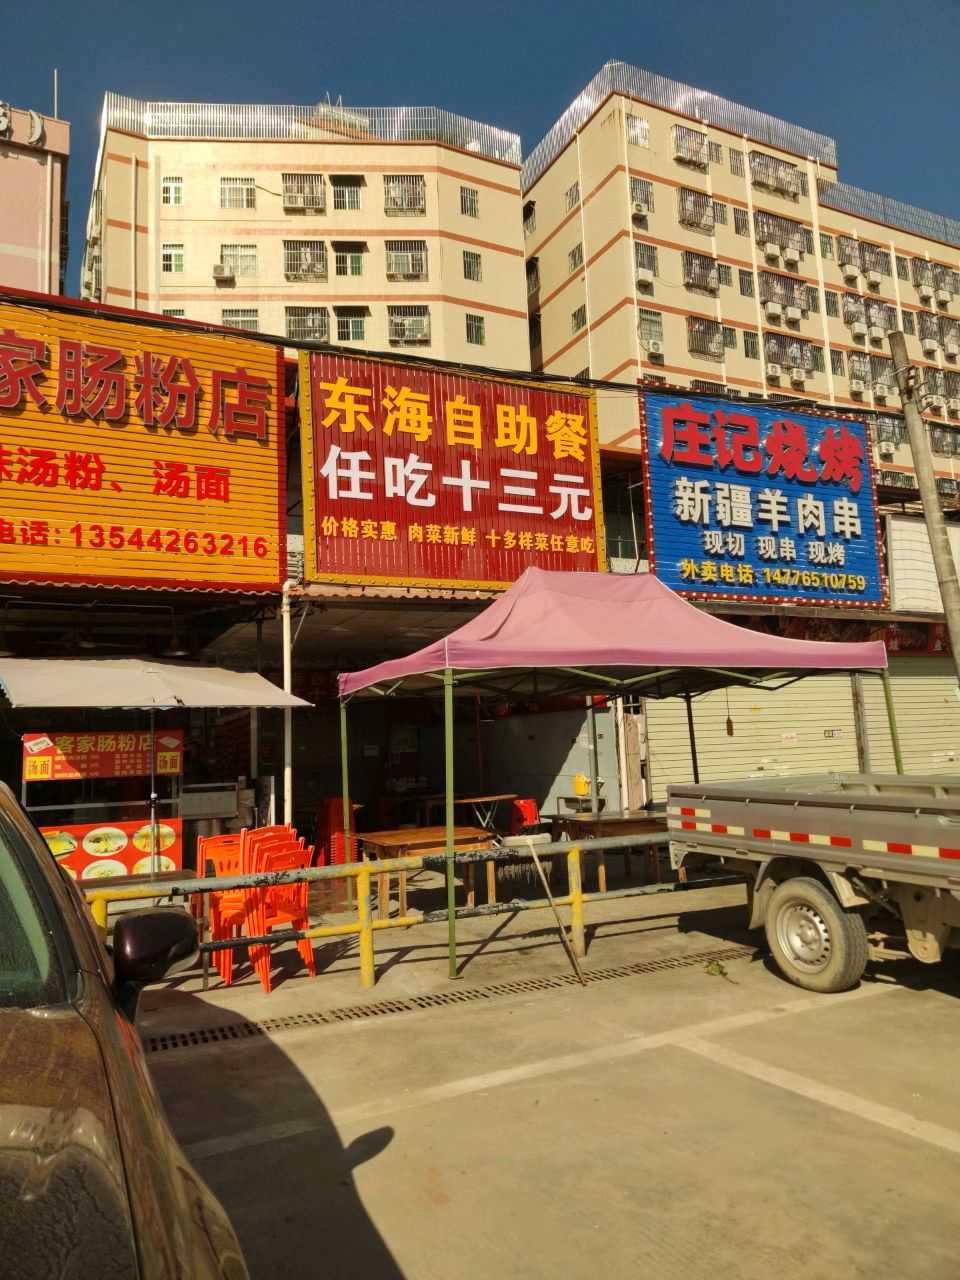 家肠粉店
味汤粉、汤面
电话:13544262316
东海自助餐
任吃十三元
价格实惠 肉菜新鲜 十多样菜任意吃
庄记烧烤
新疆羊肉串
现切 现串 现烤
外卖电话:14776510759
客家肠粉店
汤面
汤面